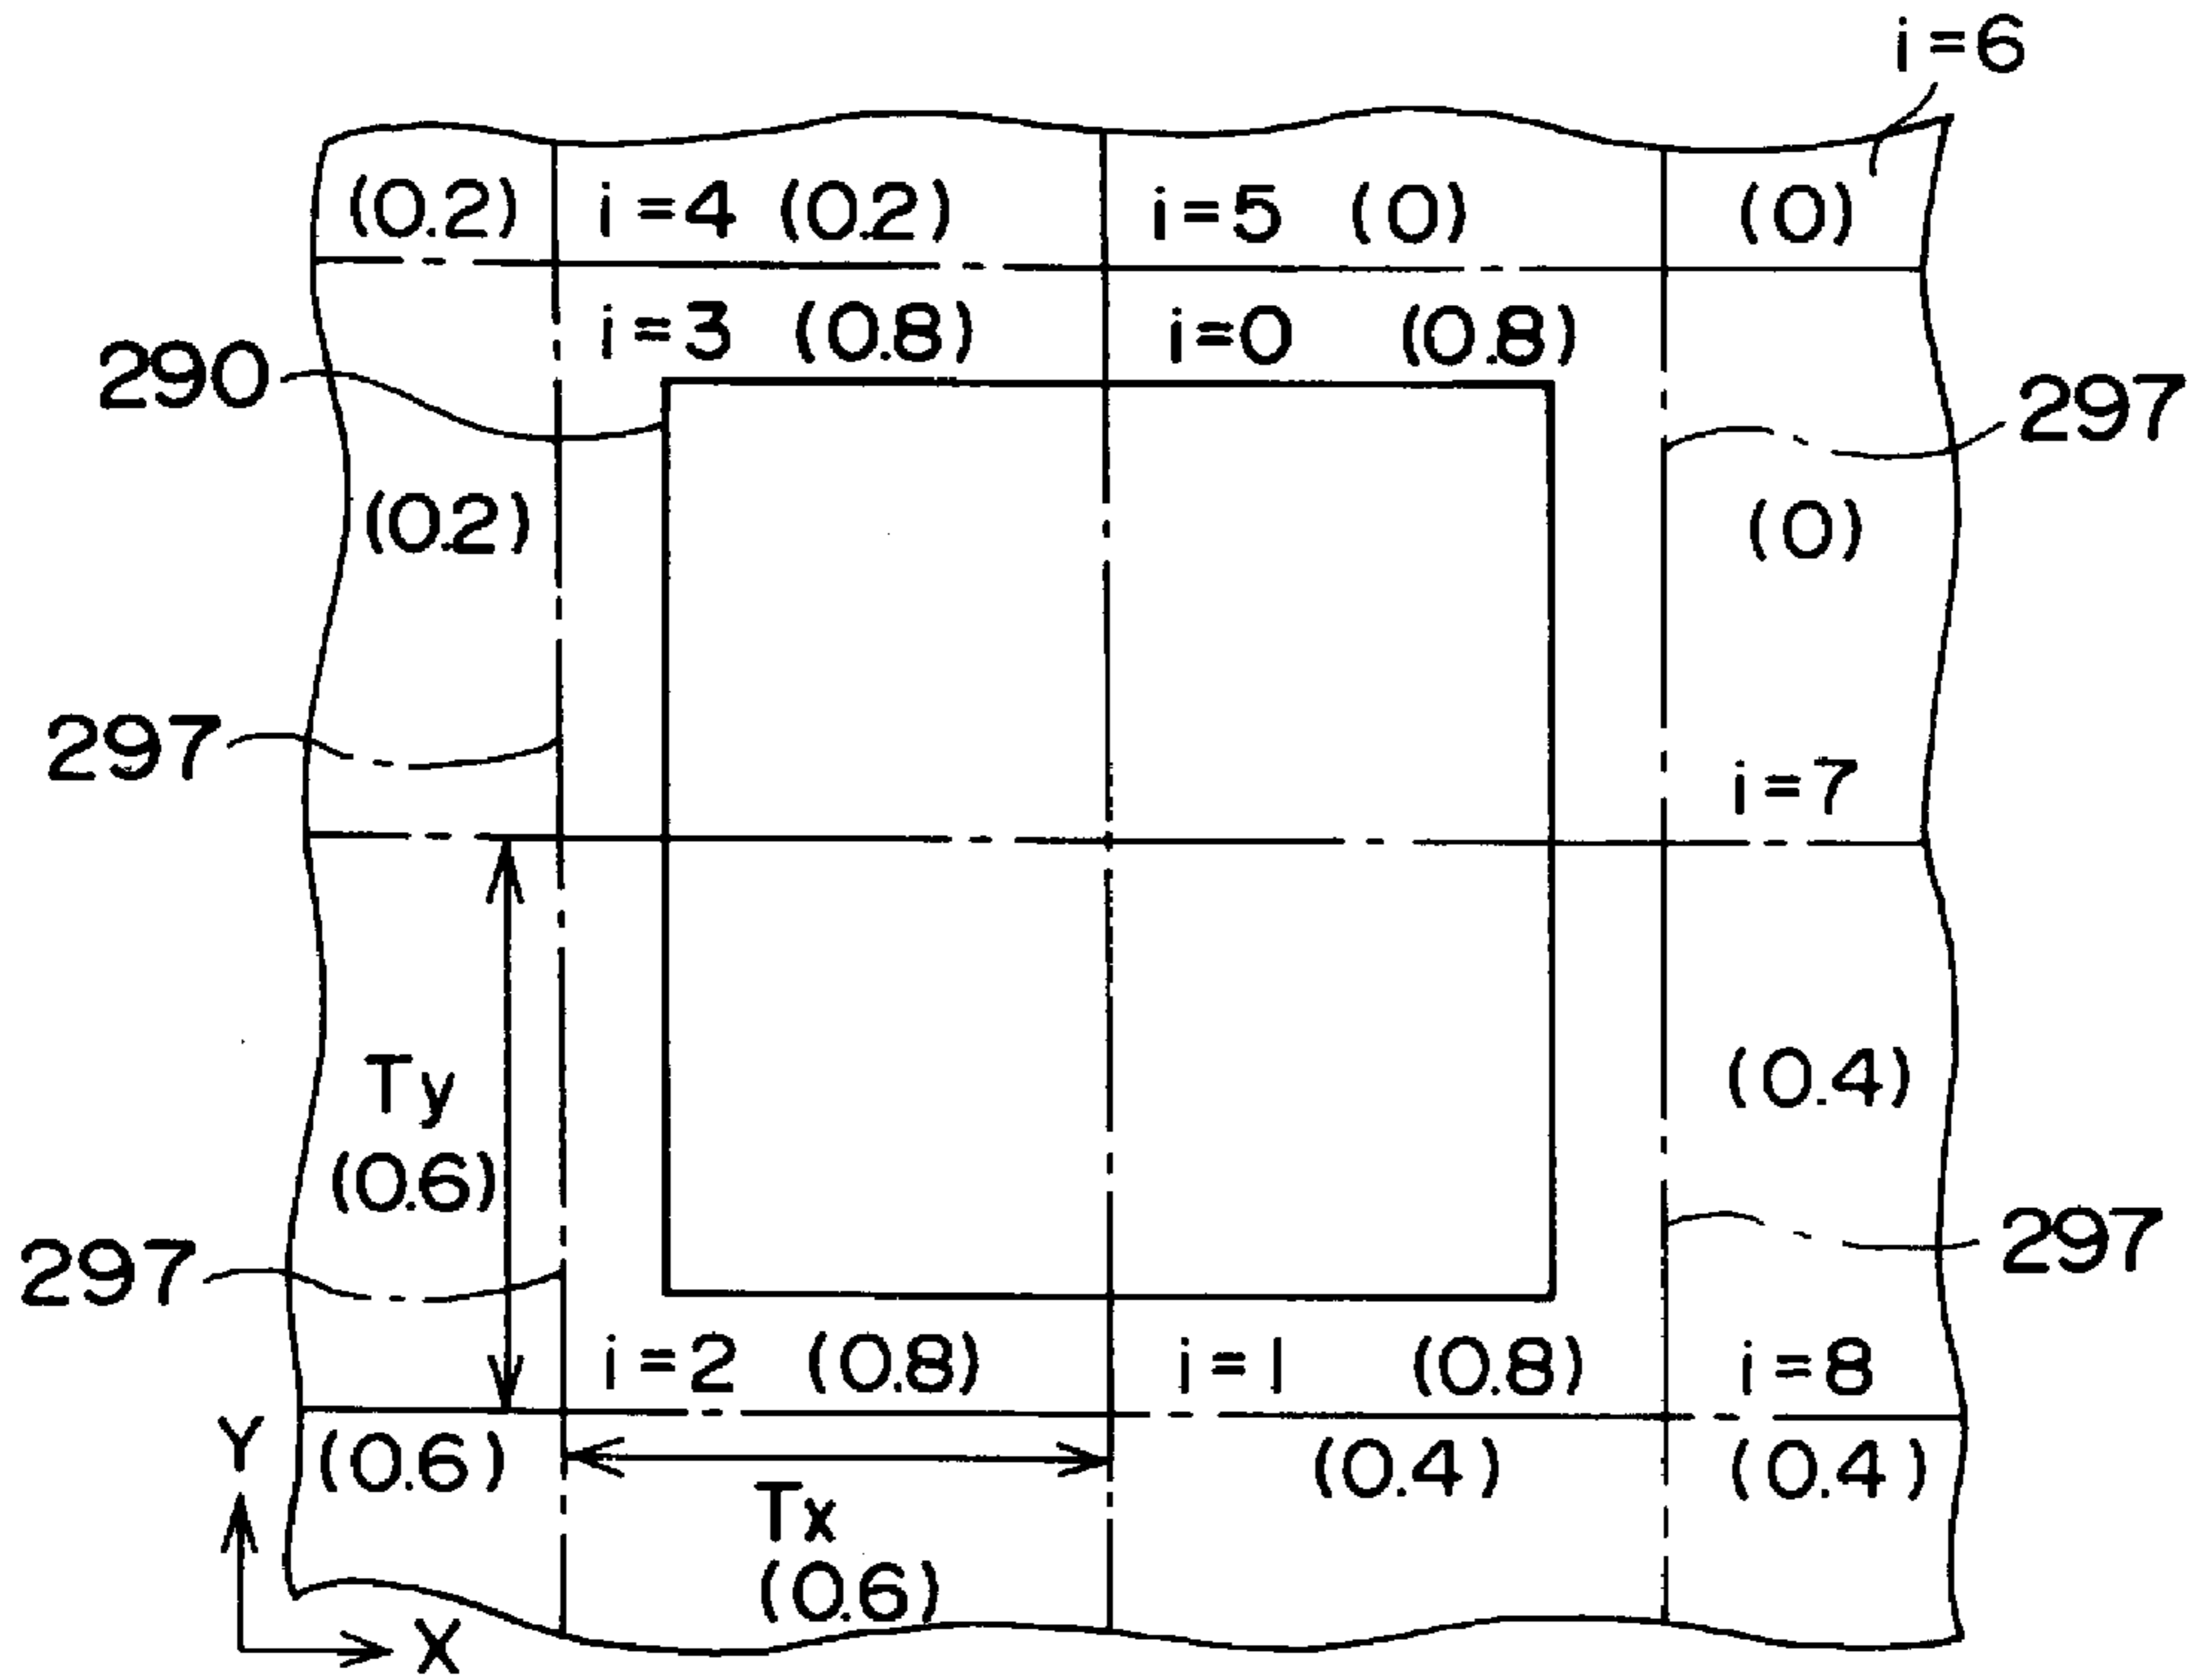 i=6
(0.2) i=4 (0.2) i=5 (0) (0)
i=3 (0.8) i=0 (0.8)
290
297
(0.2)
(0)
297
i=7
Ty
(0.6)
(0.4)
297
297
i=2 (0.8) i=1 (0.8) i=8
Y
(0.6)
(0.4)
(0.4)
Tx
(0.6)
X